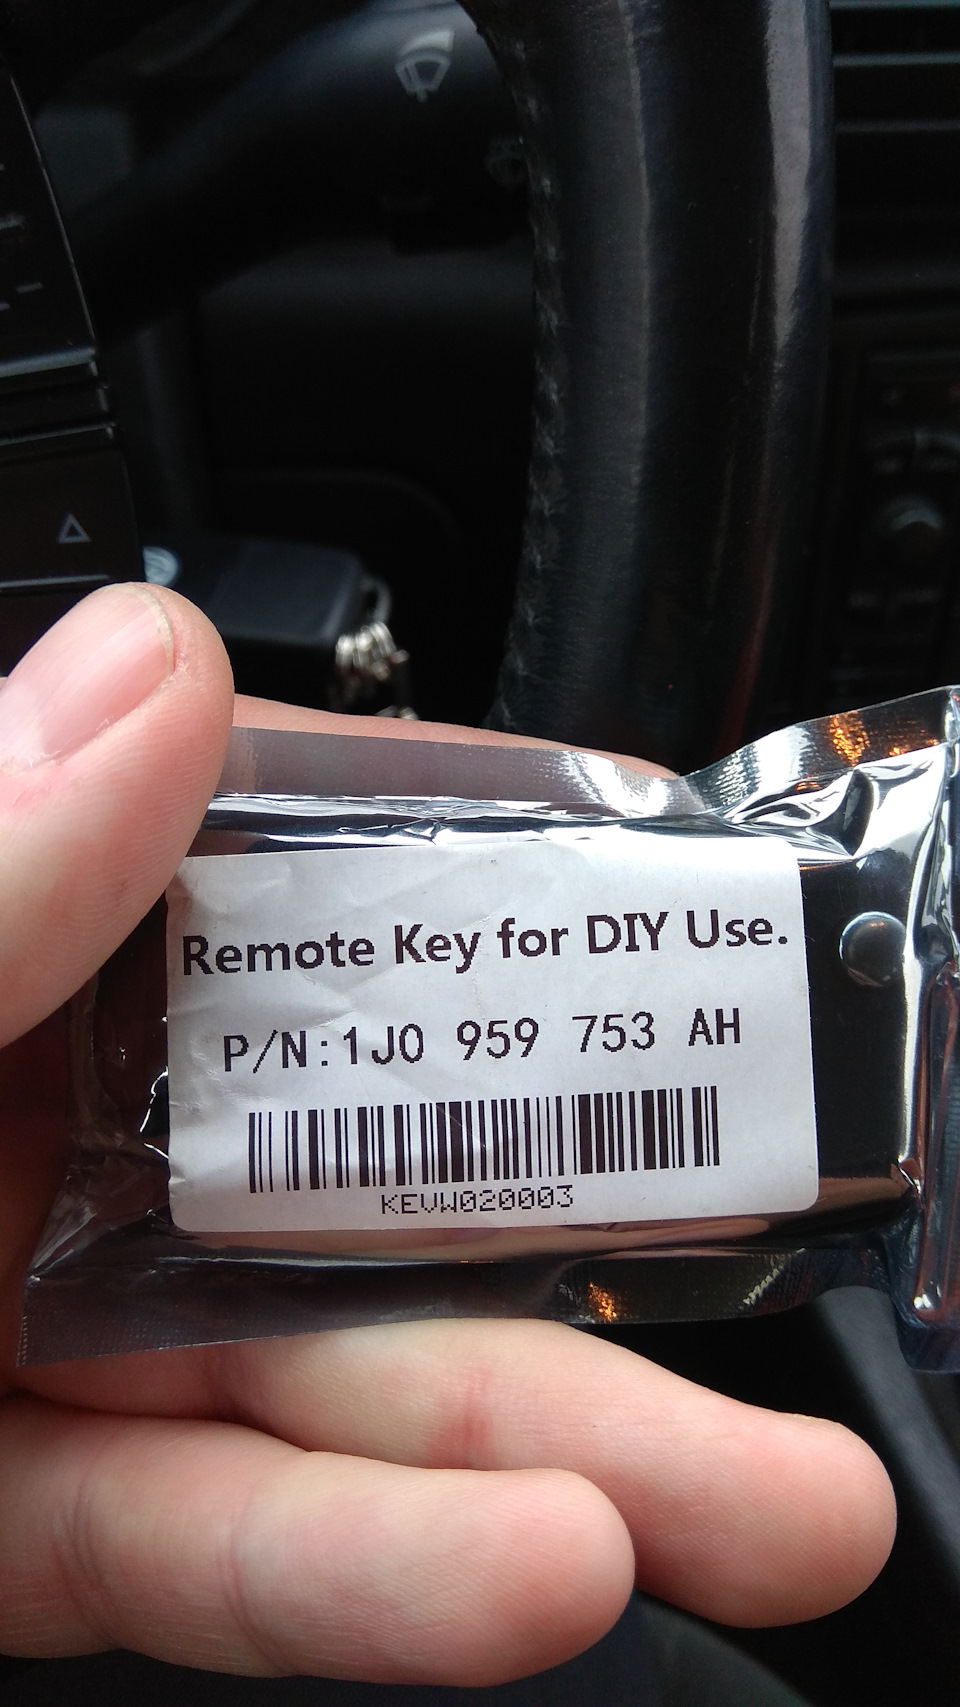 Remote Key for DIY Use.
P/N:1J0 959 753 AH
KEVW020003